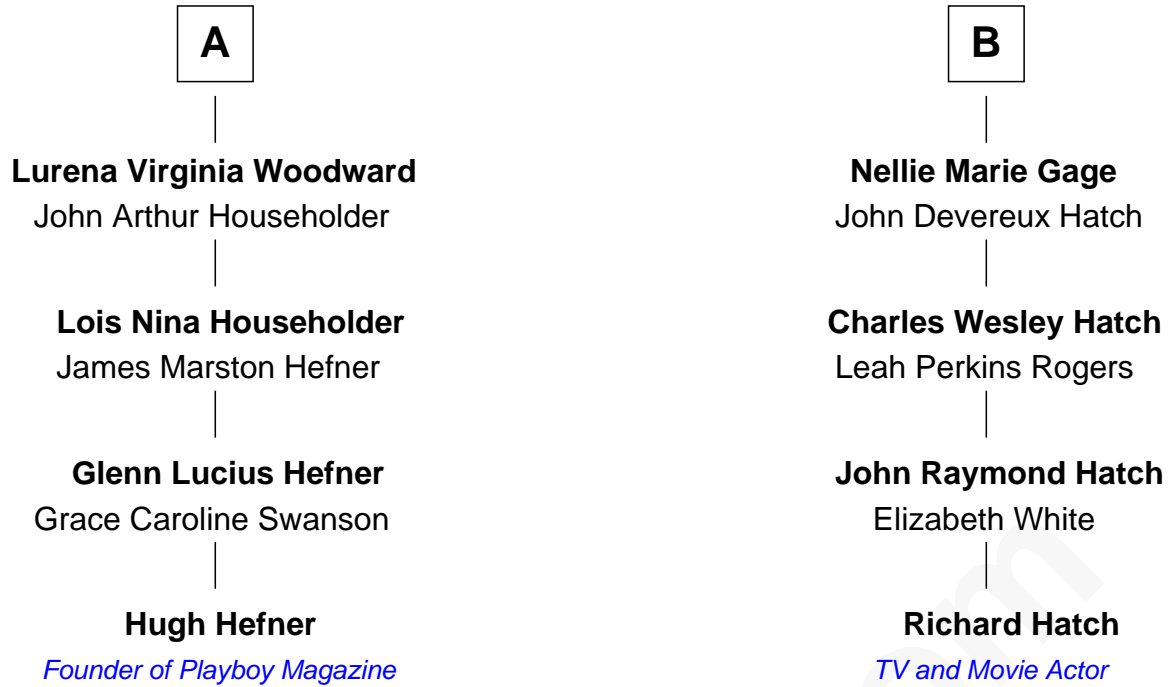 A
Lurena Virginia Woodward
John Arthur Householder
Lois Nina Householder
James Marston Hefner
Glenn Lucius Hefner
Grace Caroline Swanson
Hugh Hefner
Founder of Playboy Magazine
B
Nellie Marie Gage
John Devereux Hatch
Charles Wesley Hatch
Leah Perkins Rogers
John Raymond Hatch
Elizabeth White
Richard Hatch
TV and Movie Actor